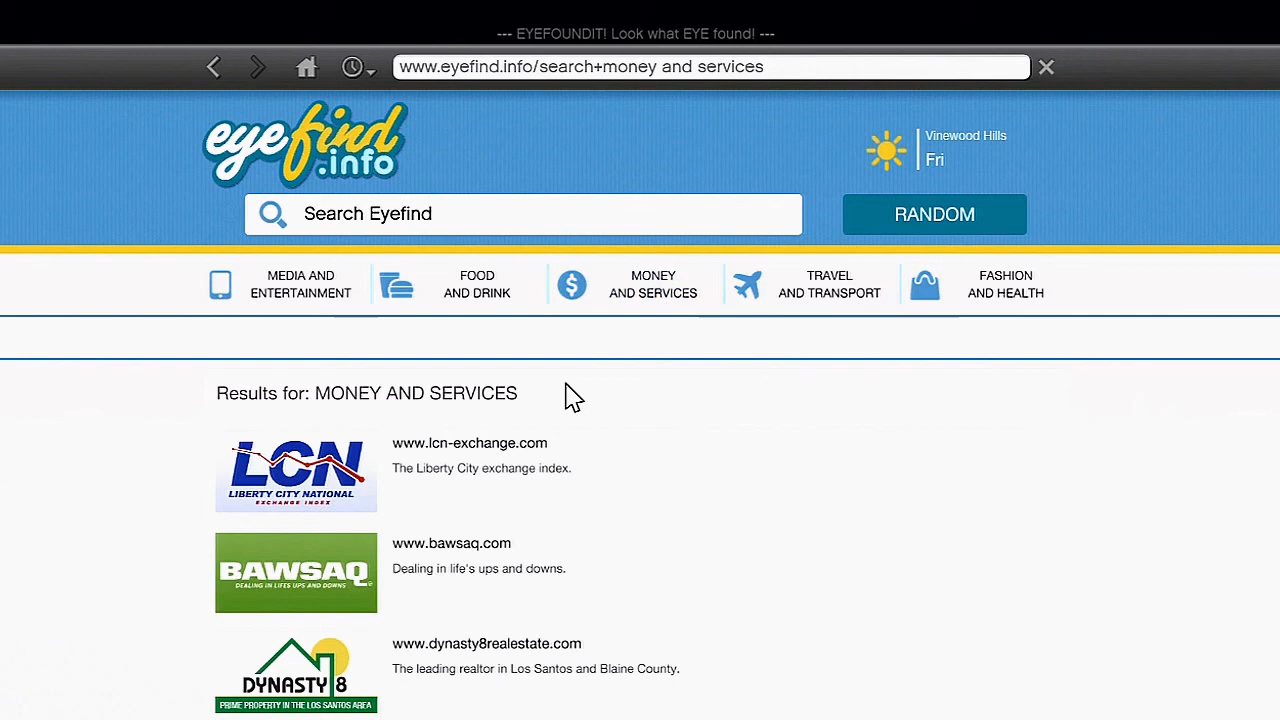 --- EYEFOUNDIT! Look what EYE found! ---
www.eyefind.info/search+money and services
eyefind
.info
Vinewood Hills
Fri
Search Eyefind
RANDOM
MEDIA AND
ENTERTAINMENT
FOOD
AND DRINK
MONEY
AND SERVICES
TRAVEL
AND TRANSPORT
FASHION
AND HEALTH
Results for: MONEY AND SERVICES
LCN
LIBERTY CITY NATIONAL
EXCHANGE INDEX
www.lcn-exchange.com
The Liberty City exchange index.
BAWSAQ
DEALING IN LIFES UPS AND DOWNS
www.bawsaq.com
Dealing in life's ups and downs.
DYNASTY 8
PRIME PROPERTY IN THE LOS SANTOS AREA
www.dynasty8realestate.com
The leading realtor in Los Santos and Blaine County.